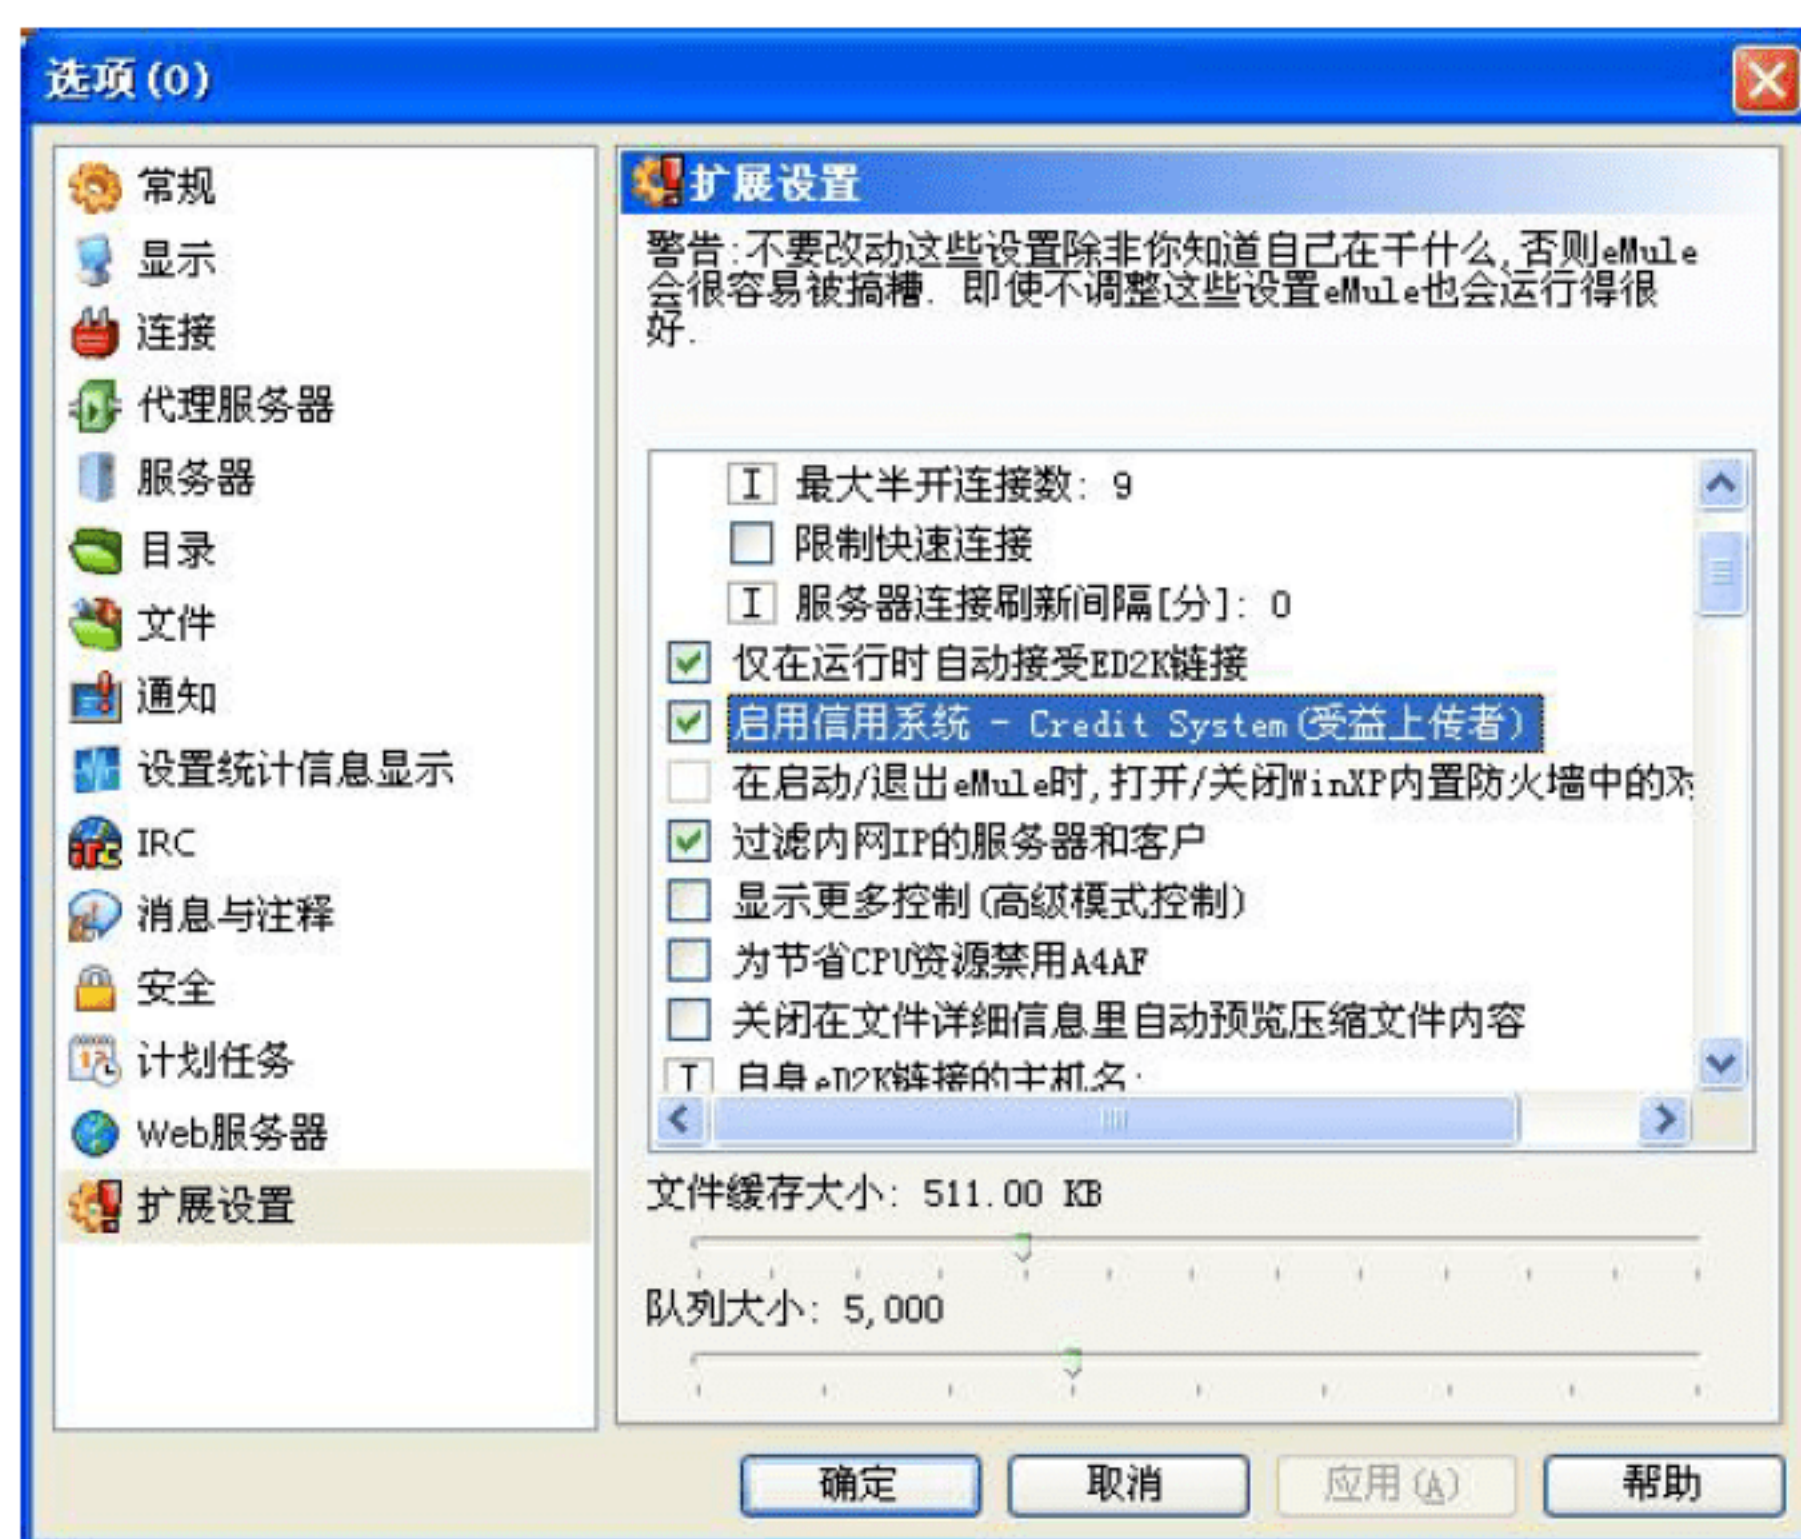 选项(O)
常规
显示
连接
代理服务器
服务器
目录
文件
通知
设置统计信息显示
IRC
消息与注释
安全
计划任务
Web服务器
扩展设置
扩展设置
警告:不要改动这些设置除非你知道自己在干什么,否则eMule
会很容易被搞糟. 即使不调整这些设置eMule也会运行得很
好.
最大半开连接数: 9
限制快速连接
服务器连接刷新间隔[分]: 0
仅在运行时自动接受ED2K链接
启用信用系统 - Credit System(受益上传者)
在启动/退出eMule时,打开/关闭WinXP内置防火墙中的
过滤内网IP的服务器和客户
显示更多控制(高级模式控制)
为节省CPU资源禁用A4AF
关闭在文件详细信息里自动预览压缩文件内容
自身eD2K链接的主机名:
文件缓存大小: 511.00 KB
队列大小: 5,000
确定
取消
应用(A)
帮助